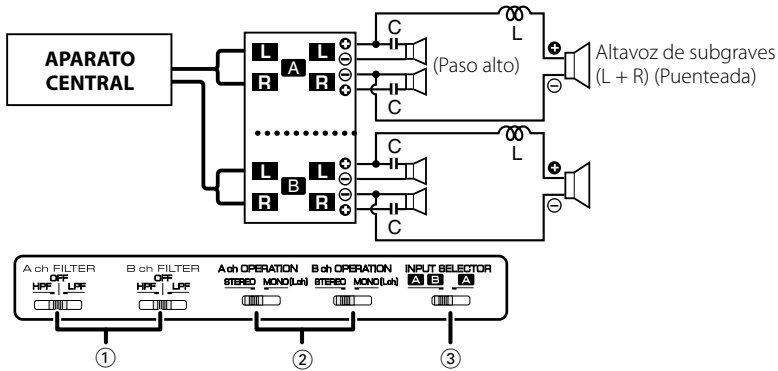 C
L
APARATO
CENTRAL
L L ⊕
A ⊖
R R ⊖
⊕
(Paso alto)
C
⊕
⊖
Altavoz de subgraves
(L + R) (Puenteada)
C
L
L L ⊕
B ⊖
R R ⊖
⊕
C
⊕
⊖
A ch FILTER B ch FILTER A ch OPERATION B ch OPERATION INPUT SELECTOR
OFF OFF
HPF LPF HPF LPF STEREO MONO(Lch) STEREO MONO(Lch) A B A
① ② ③